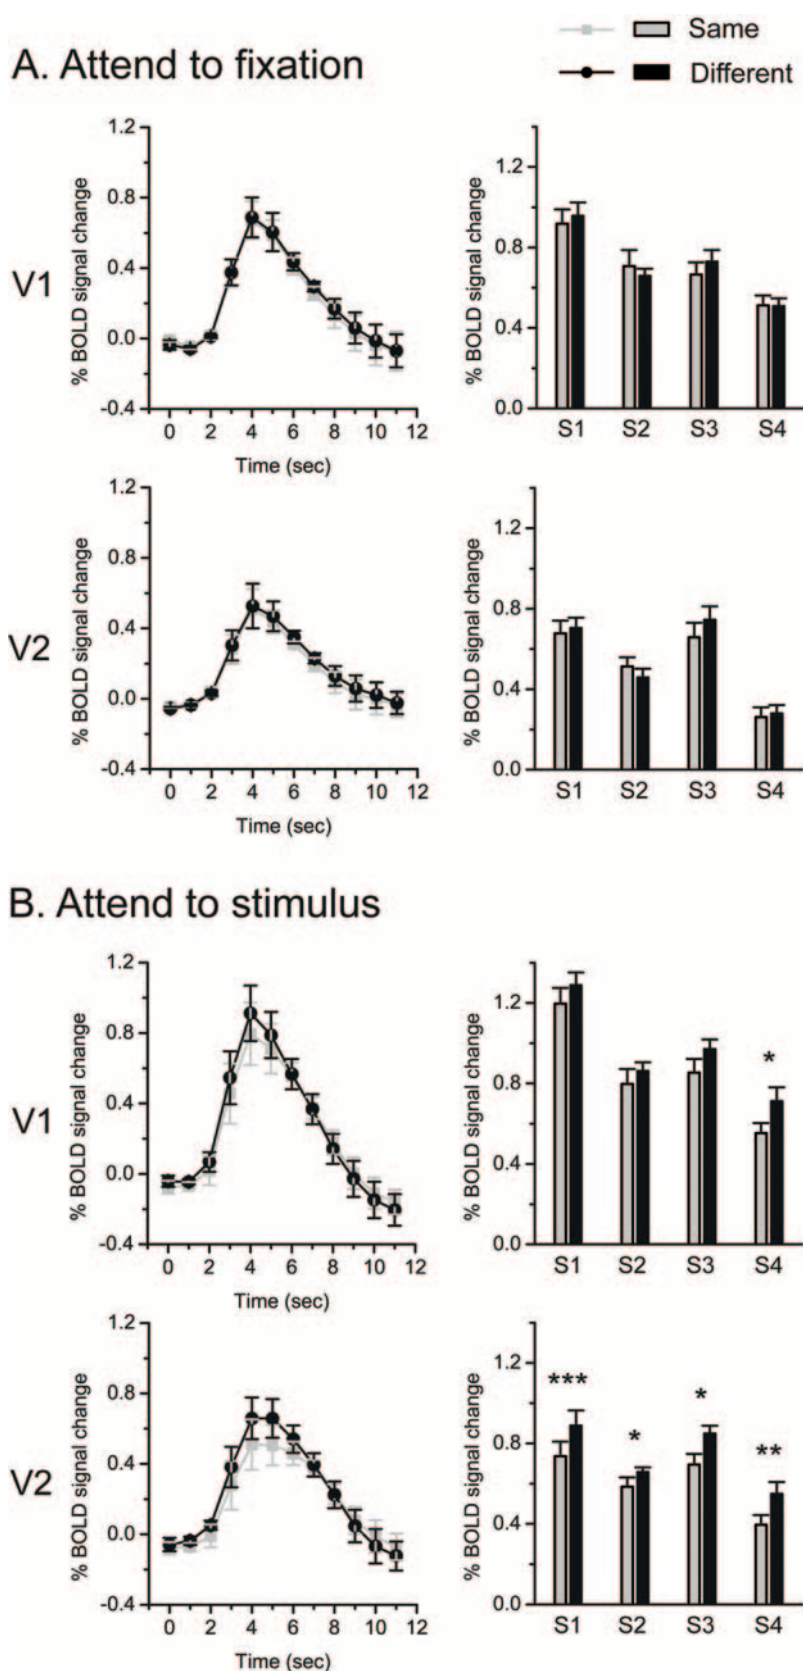 Same
A. Attend to fixation
Different
V1
% BOLD signal change
1.2
0.8
0.4
0.0
-0.4
0 2 4 6 8 10 12
Time (sec)
% BOLD signal change
1.2
0.8
0.4
0.0
S1 S2 S3 S4
V2
% BOLD signal change
1.2
0.8
0.4
0.0
-0.4
0 2 4 6 8 10 12
Time (sec)
% BOLD signal change
1.2
0.8
0.4
0.0
S1 S2 S3 S4
B. Attend to stimulus
V1
% BOLD signal change
1.2
0.8
0.4
0.0
-0.4
0 2 4 6 8 10 12
Time (sec)
% BOLD signal change
1.2
0.8
0.4
0.0
*
S1 S2 S3 S4
V2
% BOLD signal change
1.2
0.8
0.4
0.0
-0.4
0 2 4 6 8 10 12
Time (sec)
% BOLD signal change
1.2
0.8
0.4
0.0
*** * * **
S1 S2 S3 S4